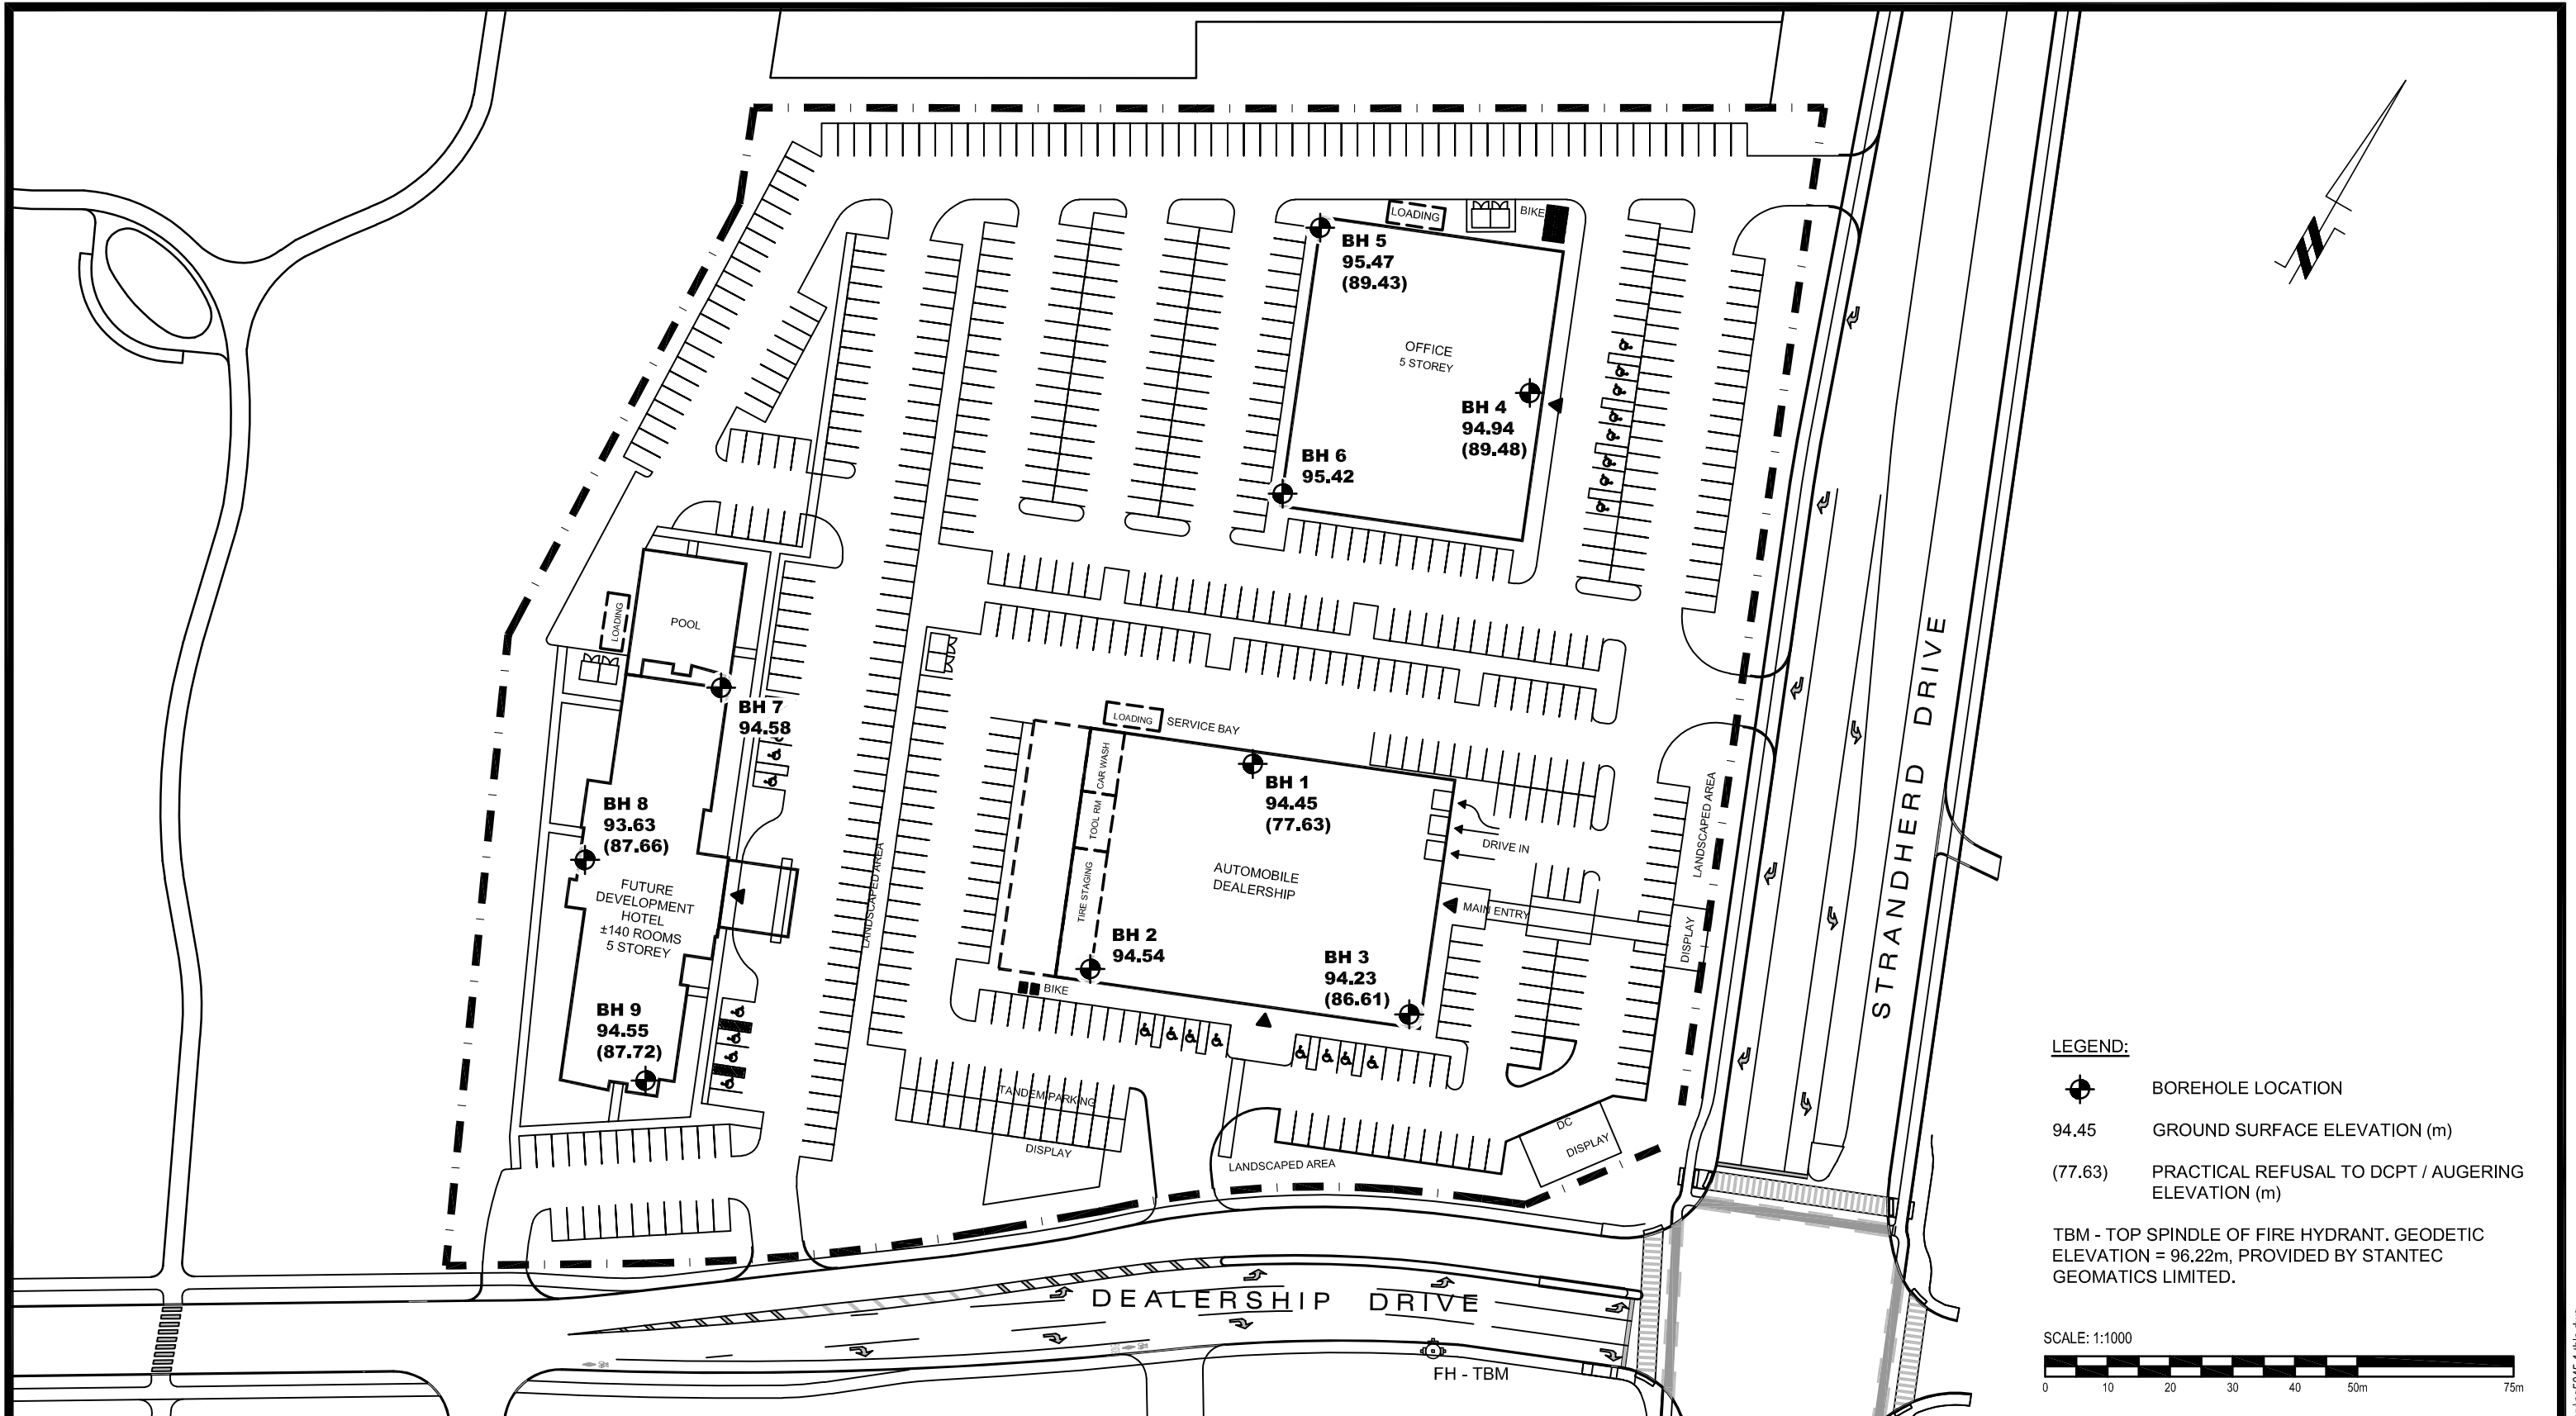 LOADING
BIKE
BH 5
95.47
(89.43)
OFFICE
5 STOREY
BH 4
94.94
(89.48)
BH 6
95.42
LOADING
POOL
BH 7
94.58
LOADING
SERVICE BAY
CAR WASH
TOOL RM
TIRE STAGING
BH 1
94.45
(77.63)
DRIVE IN
AUTOMOBILE
DEALERSHIP
MAIN ENTRY
LANDSCAPED AREA
DISPLAY
STRANDHERD DRIVE
BH 8
93.63
(87.66)
FUTURE
DEVELOPMENT
HOTEL
±140 ROOMS
5 STOREY
LANDSCAPED AREA
BH 2
94.54
BH 3
94.23
(86.61)
BIKE
BH 9
94.55
(87.72)
TANDEM PARKING
DISPLAY
LANDSCAPED AREA
DC
DISPLAY
DEALERSHIP DRIVE
FH - TBM
LEGEND:
BOREHOLE LOCATION
94.45 GROUND SURFACE ELEVATION (m)
(77.63) PRACTICAL REFUSAL TO DCPT / AUGERING
ELEVATION (m)
TBM - TOP SPINDLE OF FIRE HYDRANT. GEODETIC
ELEVATION = 96.22m, PROVIDED BY STANTEC
GEOMATICS LIMITED.
SCALE: 1:1000
0 10 20 30 40 50m 75m